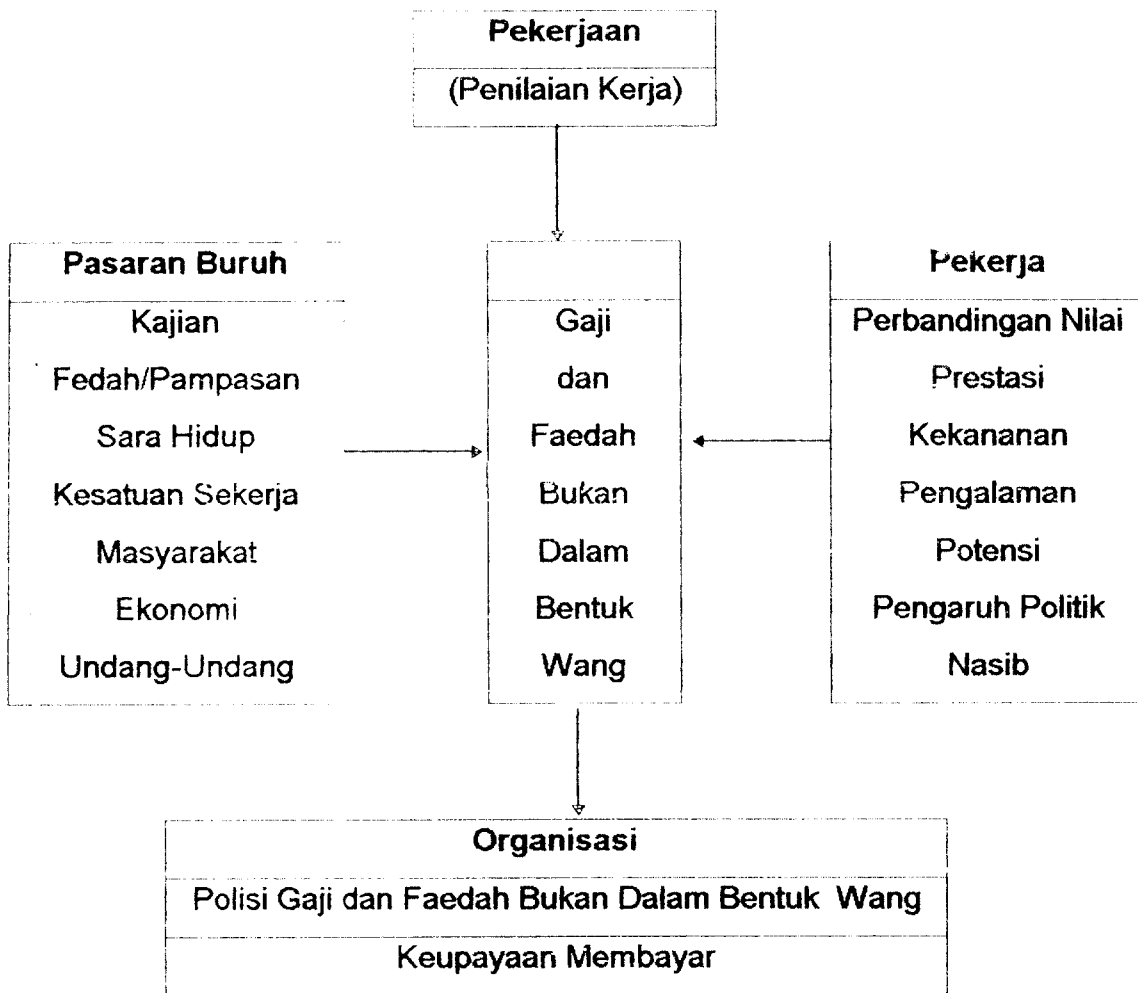 Pekerjaan
(Penilaian Kerja)
Pasaran Buruh
Kajian
Fedah/Pampasan
Sara Hidup
Kesatuan Sekerja
Masyarakat
Ekonomi
Undang-Undang
Gaji
dan
Faedah
Bukan
Dalam
Bentuk
Wang
Pekerja
Perbandingan Nilai
Prestasi
Kekananan
Pengalaman
Potensi
Pengaruh Politik
Nasib
Organisasi
Polisi Gaji dan Faedah Bukan Dalam Bentuk Wang
Keupayaan Membayar